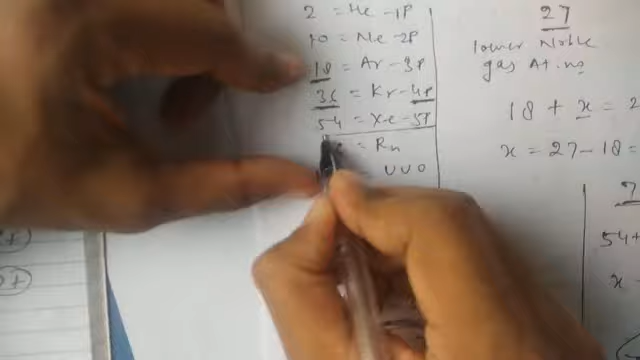 2 = He - 1P
10 = Ne - 2P
18 = Ar - 3P
36 = Kr - 4P
54 = Xe - 5P
= Rn
UUO
27
lower Noble
gas At. no
18 + x = 2
x = 27 - 18 =
54 +
x